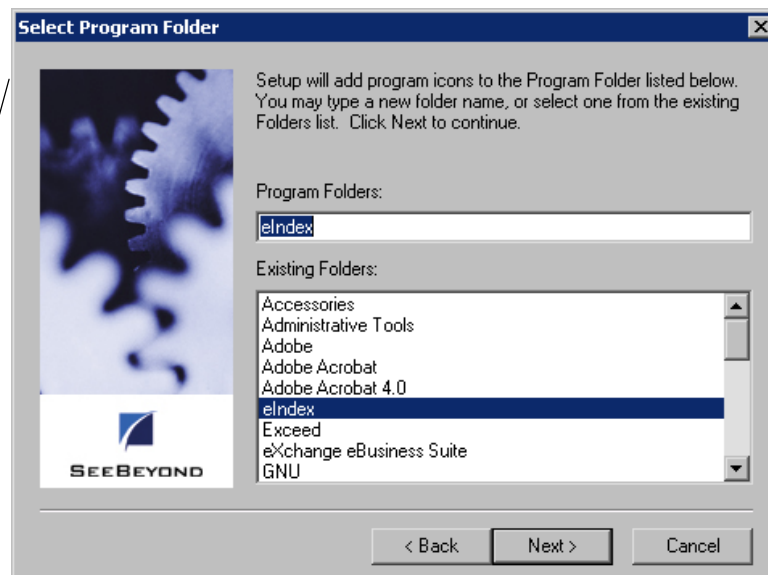 Select Program Folder
Setup will add program icons to the Program Folder listed below.
You may type a new folder name, or select one from the existing
Folders list. Click Next to continue.
Program Folders:
eIndex
Existing Folders:
Accessories
Administrative Tools
Adobe
Adobe Acrobat
Adobe Acrobat 4.0
eIndex
Exceed
eXchange eBusiness Suite
GNU
SEEBEYOND
< Back
Next >
Cancel